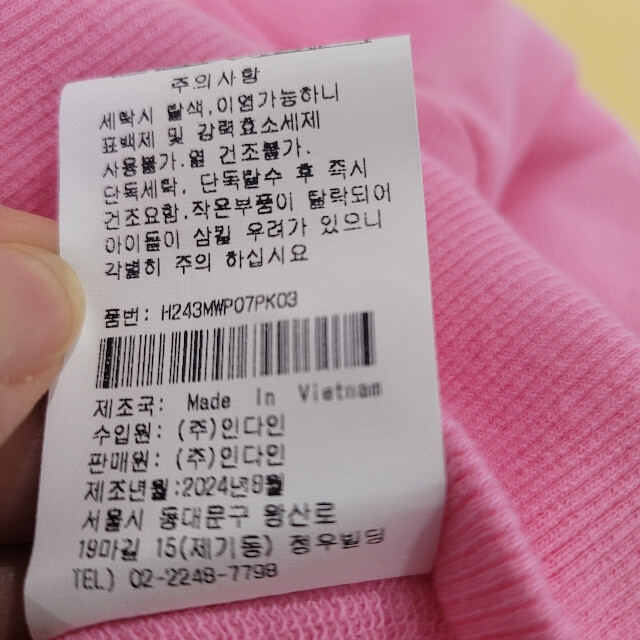 주의사항
세탁시 탈색,이염가능하니
표백제 및 강력효소세제
사용불가.열 건조불가.
단독세탁, 단독탈수 후 즉시
건조요함.작은부품이 탈락되어
아이들이 삼킬 우려가 있으니
각별히 주의 하십시요
품번: H243MWP07PK03
제조국: Made In Vietnam
수입원: (주)인다인
판매원: (주)인다인
제조년월:2024년8월
서울시 동대문구 왕산로
19마길 15(제기동) 정우빌딩
TEL) 02-2248-7798